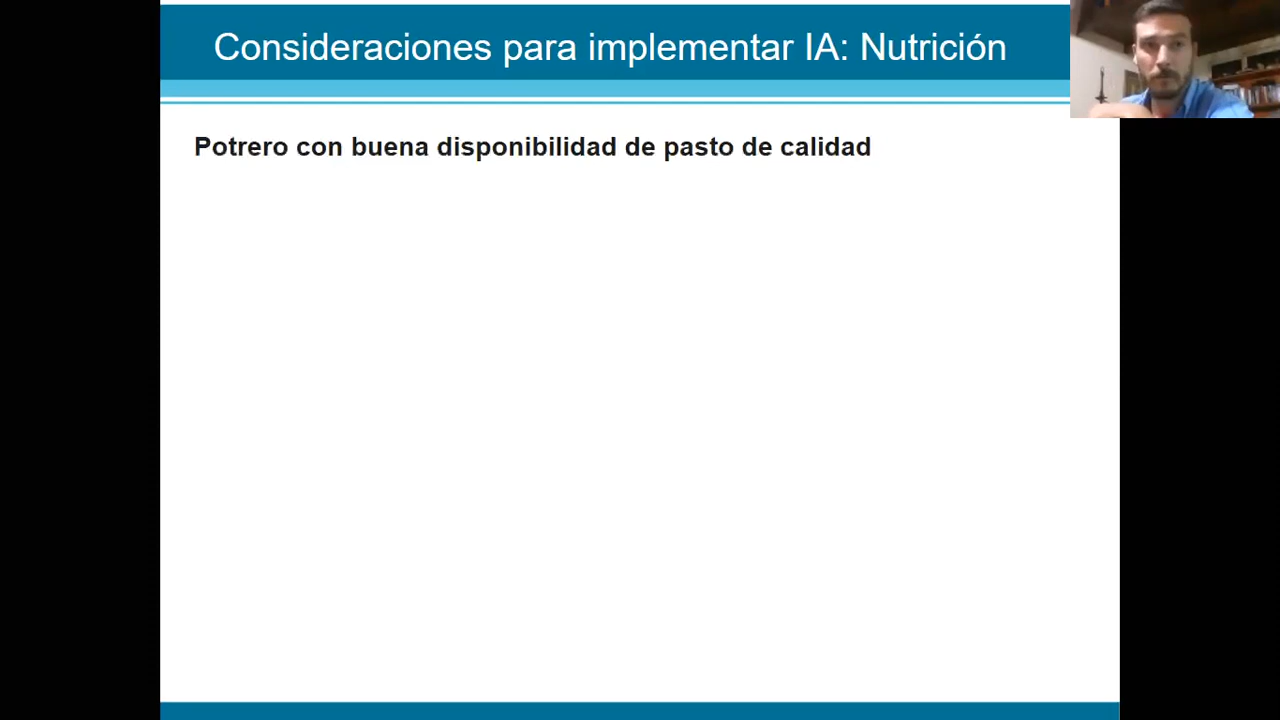 Consideraciones para implementar IA: Nutrición
Potrero con buena disponibilidad de pasto de calidad